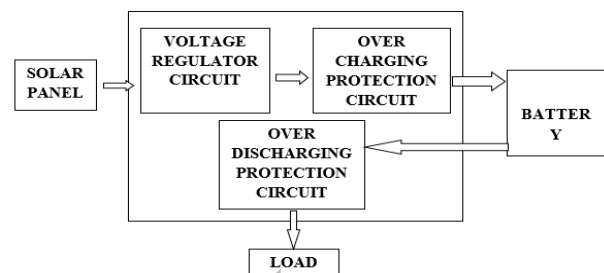 SOLAR
PANEL
VOLTAGE
REGULATOR
CIRCUIT
OVER
CHARGING
PROTECTION
CIRCUIT
BATTER
Y
OVER
DISCHARGING
PROTECTION
CIRCUIT
LOAD